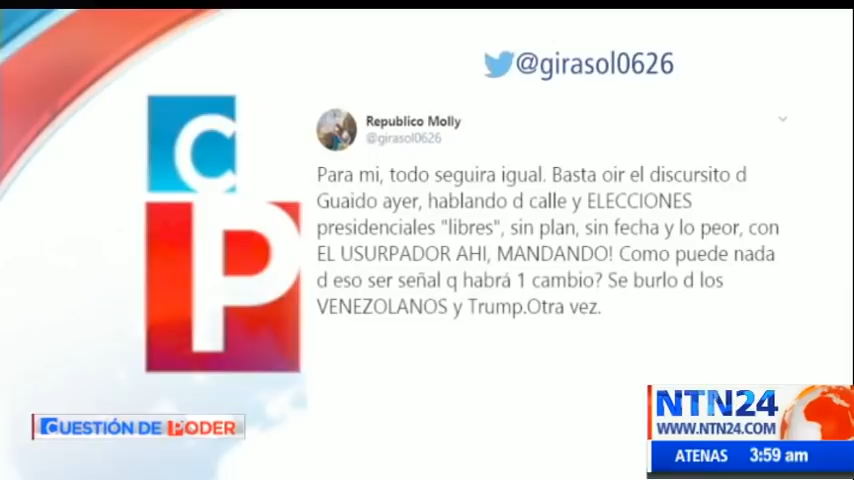 @girasol0626
Republico Molly
@girasol0626
Para mi, todo seguira igual. Basta oir el discursito d
Guaido ayer, hablando d calle y ELECCIONES
presidenciales "libres", sin plan, sin fecha y lo peor, con
EL USURPADOR AHI, MANDANDO! Como puede nada
d eso ser señal q habrá 1 cambio? Se burlo d los
VENEZOLANOS y Trump.Otra vez.
C
P
CUESTIÓN DE PODER
NTN24
WWW.NTN24.COM
ATENAS 3:59 am